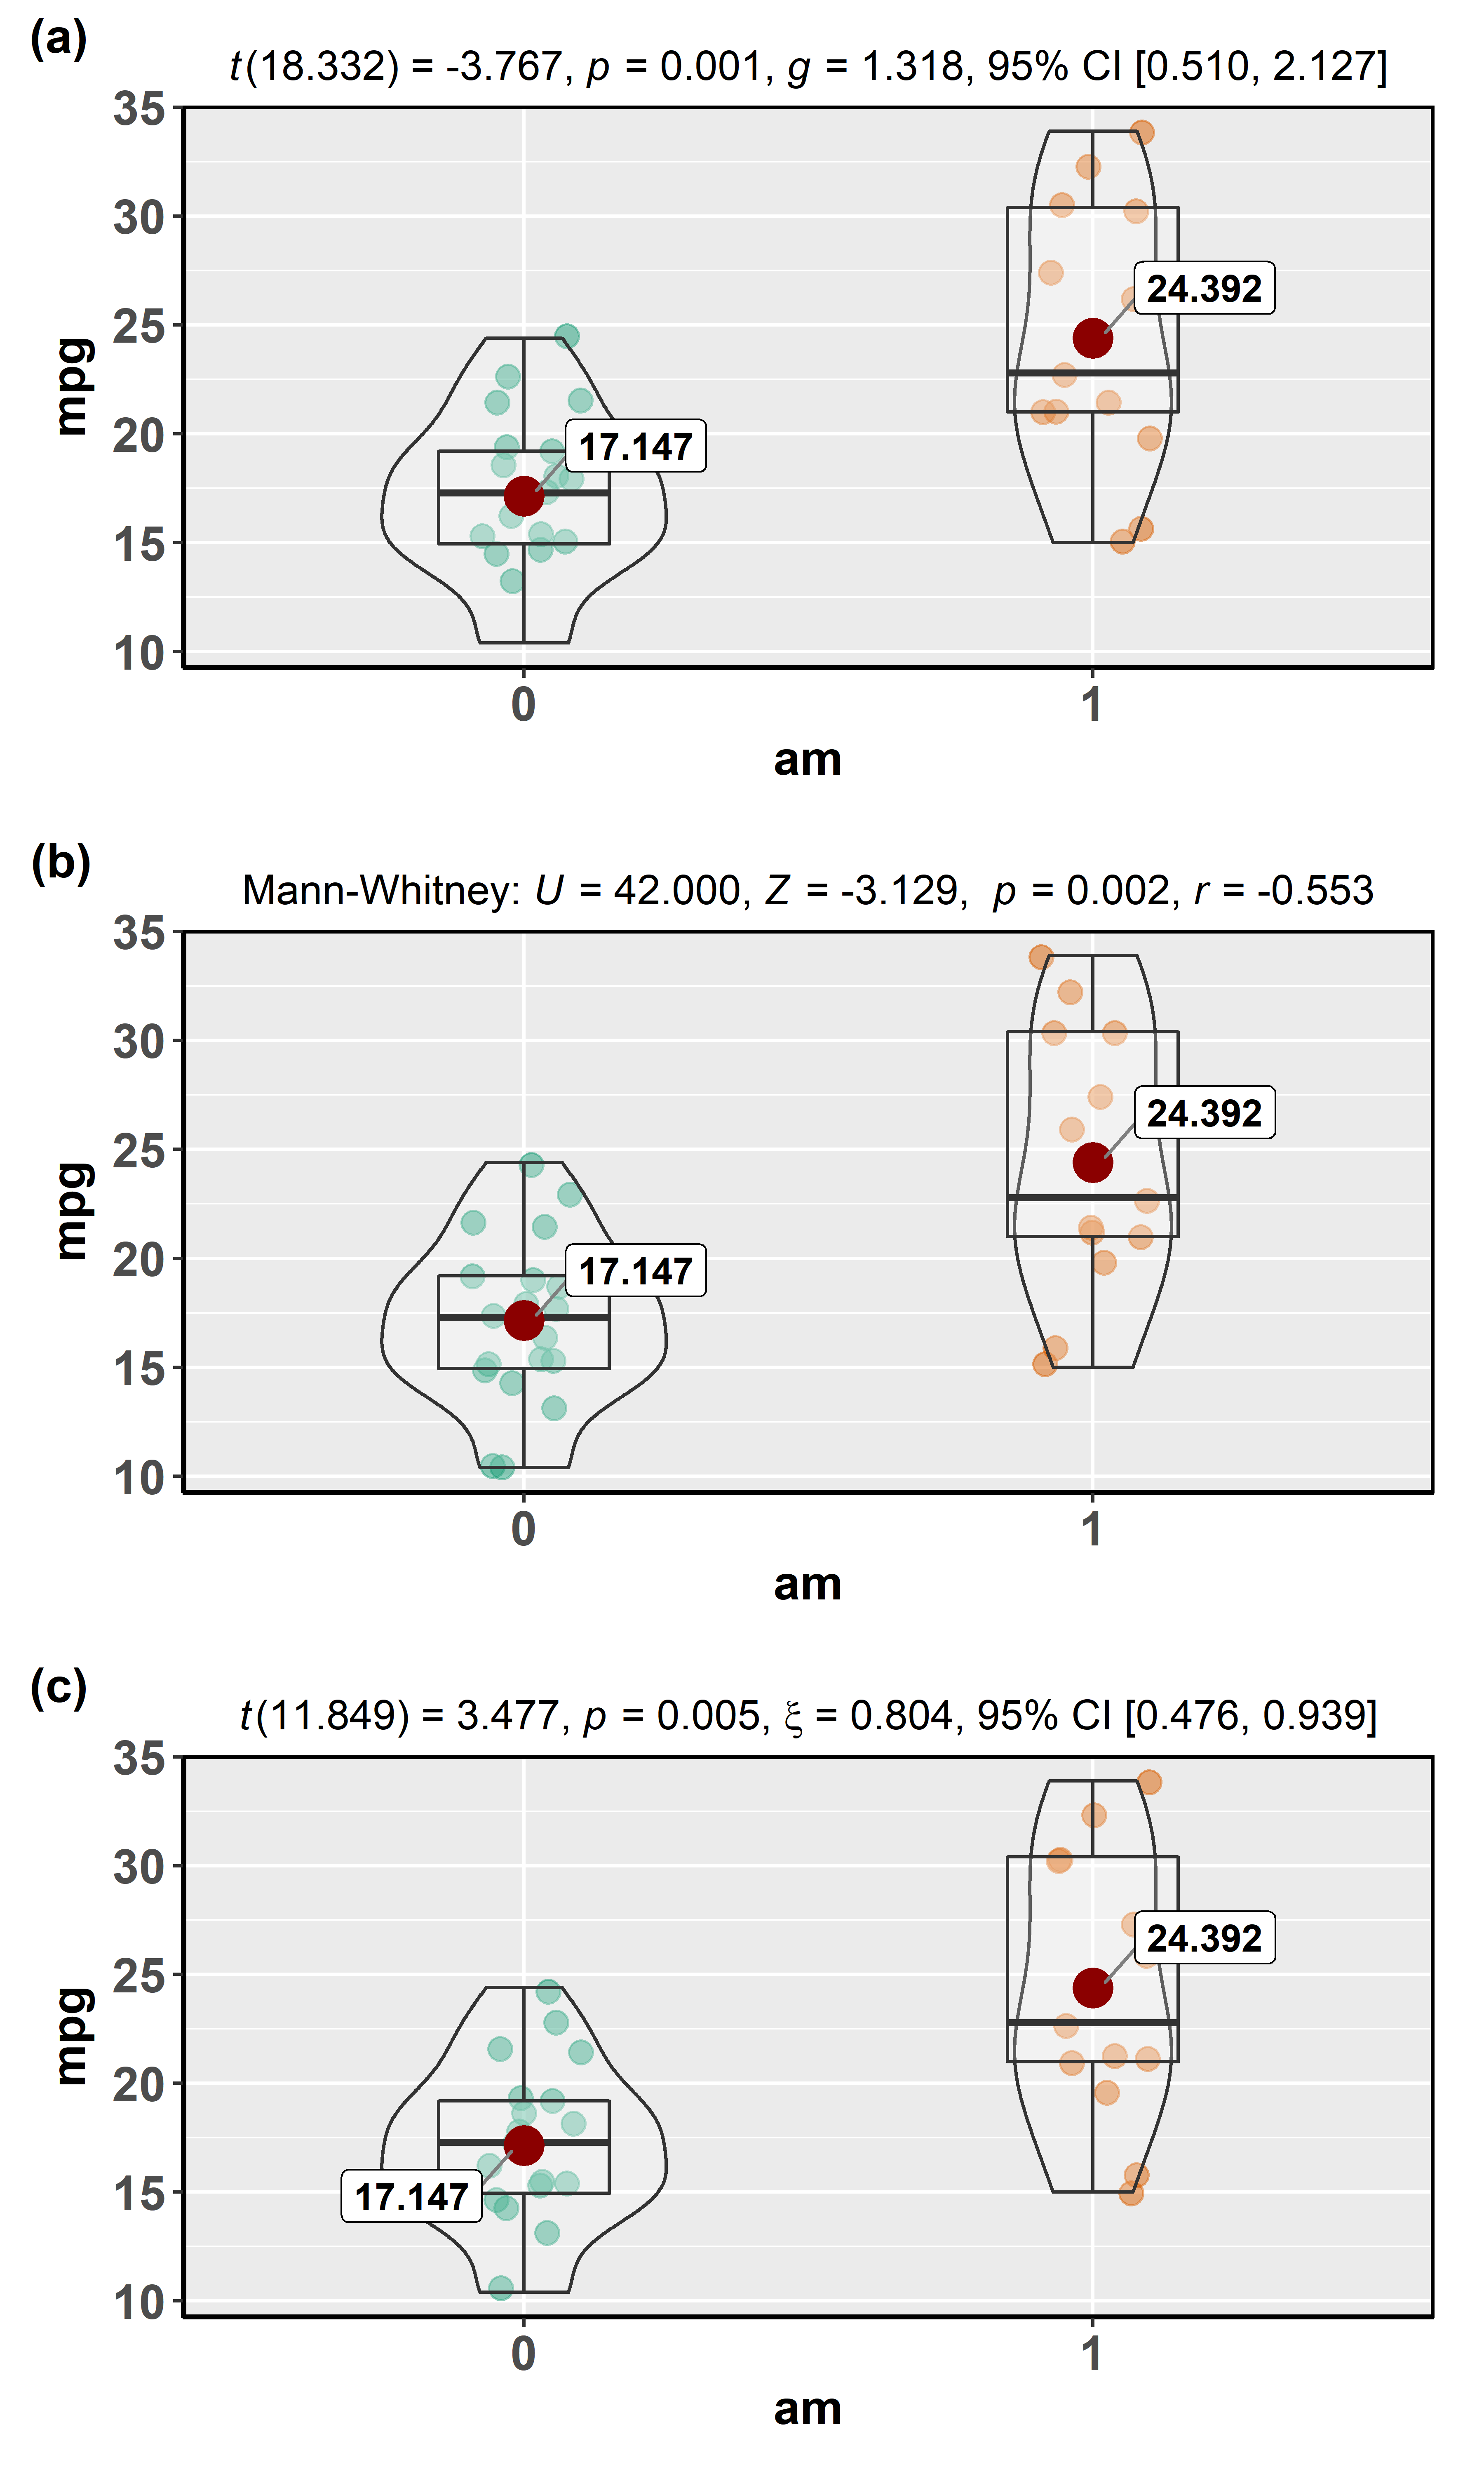 (a)
t(18.332) = -3.767, p = 0.001, g = 1.318, 95% CI [0.510, 2.127]
35
30
25
20
15
10
mpg
24.392
17.147
0
1
am
(b)
Mann-Whitney: U = 42.000, Z = -3.129, p = 0.002, r = -0.553
35
30
25
20
15
10
mpg
24.392
17.147
0
1
am
(c)
t(11.849) = 3.477, p = 0.005, ξ = 0.804, 95% CI [0.476, 0.939]
35
30
25
20
15
10
mpg
24.392
17.147
0
1
am